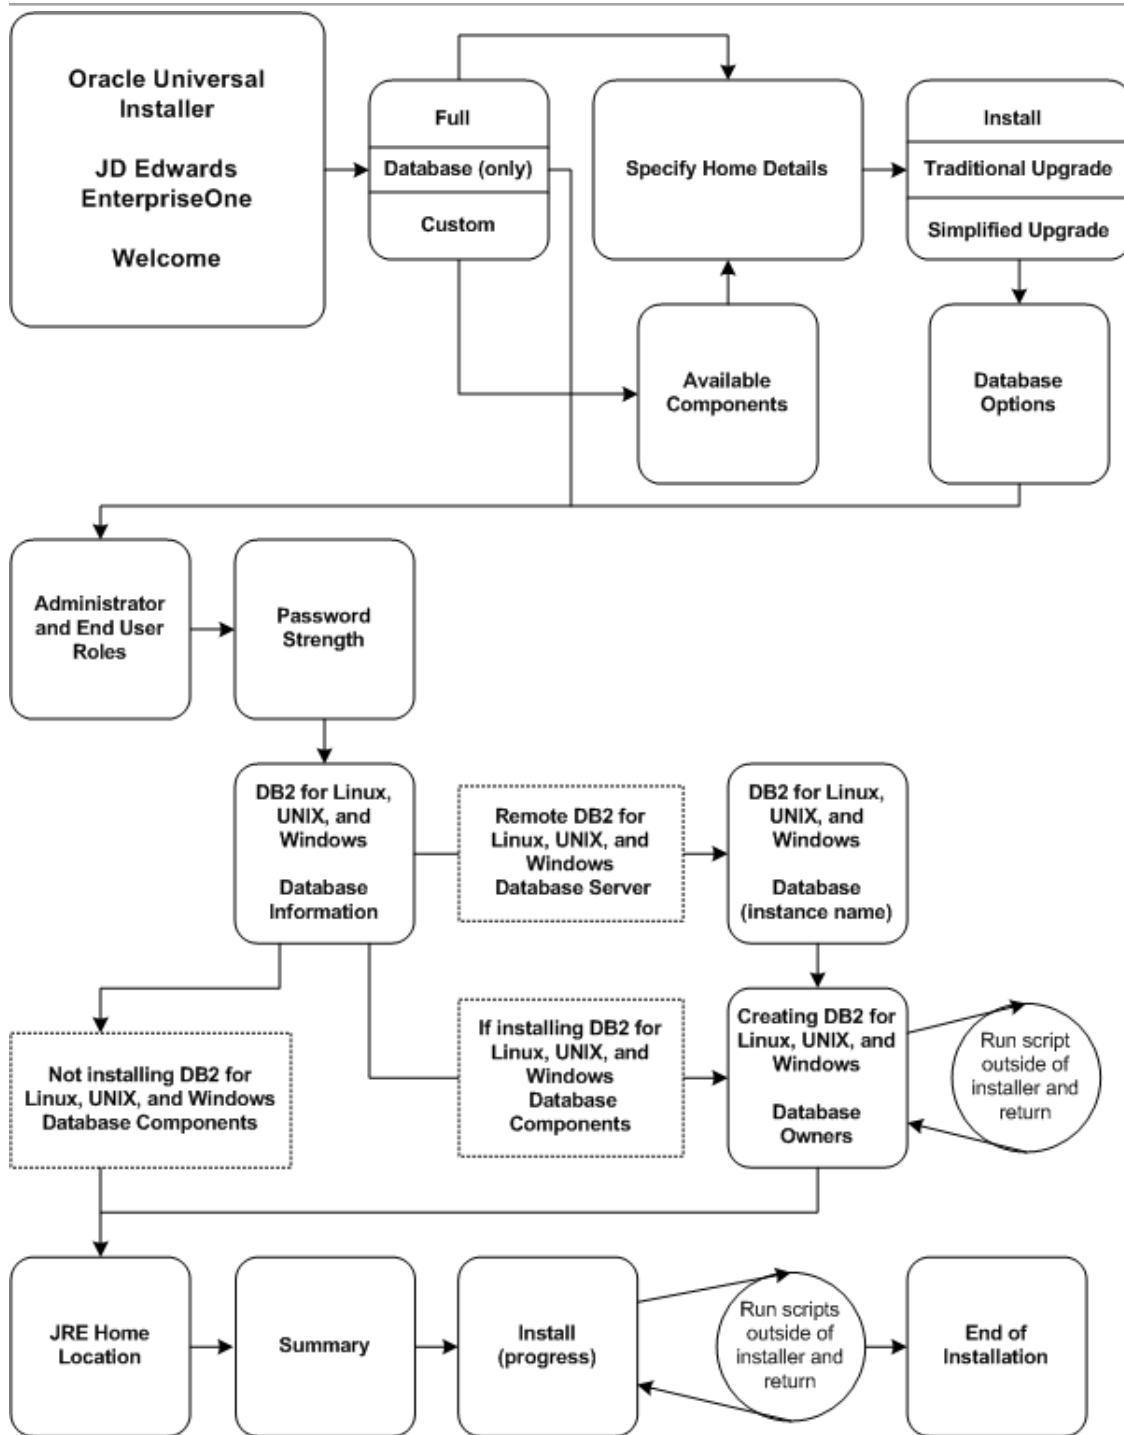 Oracle Universal
Installer
JD Edwards
EnterpriseOne
Welcome
Full
Database (only)
Custom
Specify Home Details
Install
Traditional Upgrade
Simplified Upgrade
Available
Components
Database
Options
Administrator
and End User
Roles
Password
Strength
DB2 for Linux,
UNIX, and
Windows
Database
Information
Remote DB2 for
Linux, UNIX, and
Windows
Database Server
DB2 for Linux,
UNIX, and
Windows
Database
(instance name)
Not installing DB2 for
Linux, UNIX, and Windows
Database Components
If installing DB2 for
Linux, UNIX, and
Windows
Database
Components
Creating DB2 for
Linux, UNIX, and
Windows
Database
Owners
Run script
outside of
installer and
return
JRE Home
Location
Summary
Install
(progress)
Run scripts
outside of
installer and
return
End of
Installation